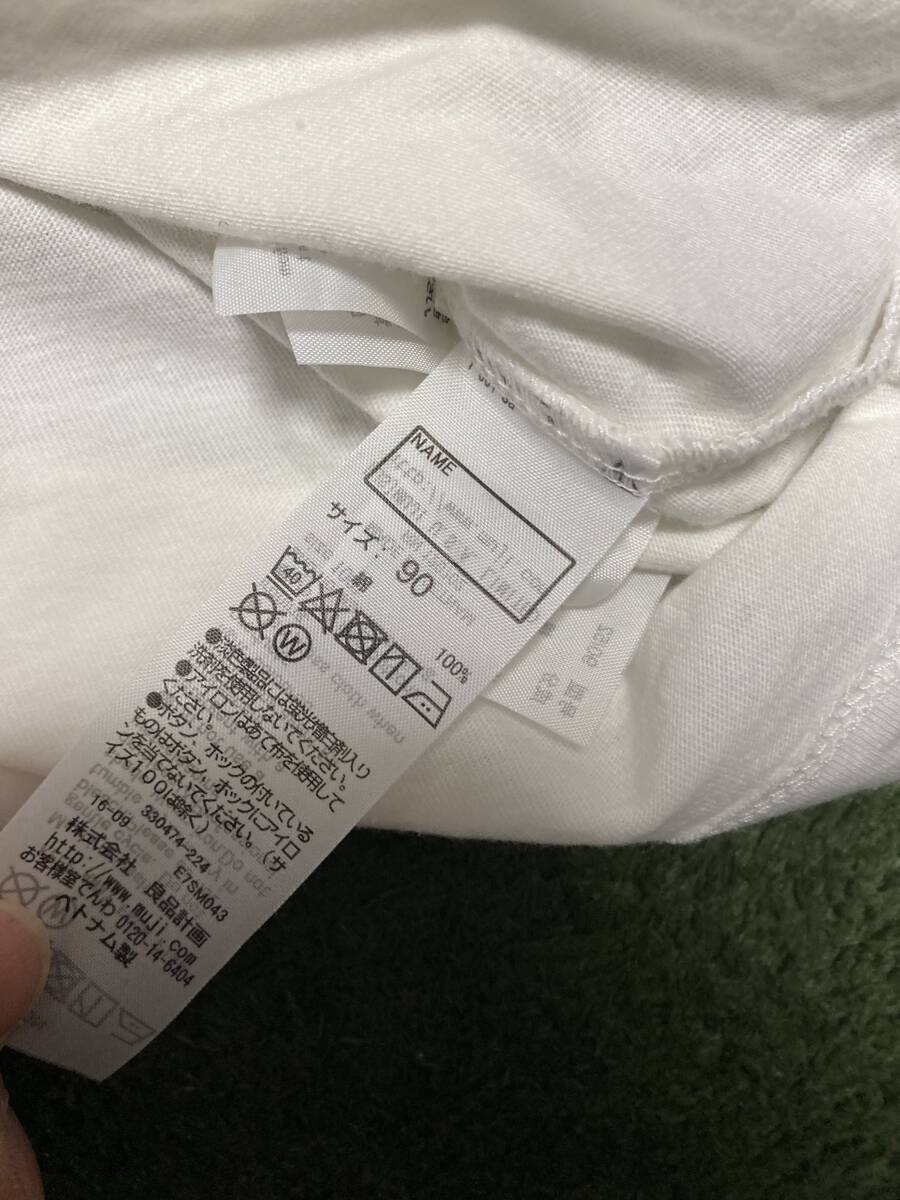 NAME
サイズ: 90
綿 100%
40
W
●淡色製品には蛍光増白剤入り
洗剤を使用しないでください。
●アイロンはあて布を使用して
ください。
●ボタン、ホックの付いている
ものはボタン、ホックにアイロ
ンを当てないでください。(サ
イズ100は除く)
16-09 330474-224 E7SM043
株式会社 良品計画
http://www.muji.com
お客様室でんわ 0120-14-6404
ベトナム製